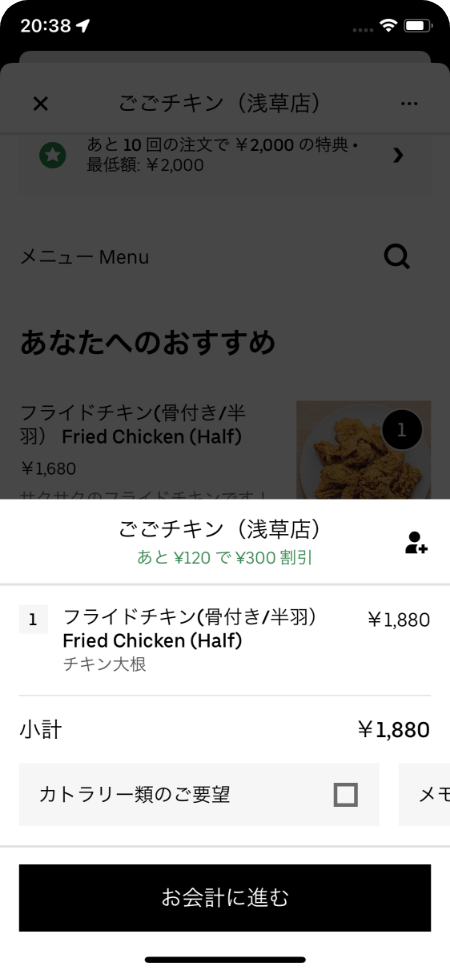 20:38
ごごチキン（浅草店）
あと 10 回の注文で ￥2,000 の特典 •
最低額: ￥2,000
メニュー Menu
あなたへのおすすめ
フライドチキン(骨付き/半
羽） Fried Chicken (Half)
￥1,680
1
サクサクのフライドチキンです！
ごごチキン（浅草店）
あと ¥120 で ¥300 割引
1
フライドチキン(骨付き/半羽）
￥1,880
Fried Chicken (Half)
チキン大根
小計
￥1,880
カトラリー類のご要望
メモ
お会計に進む